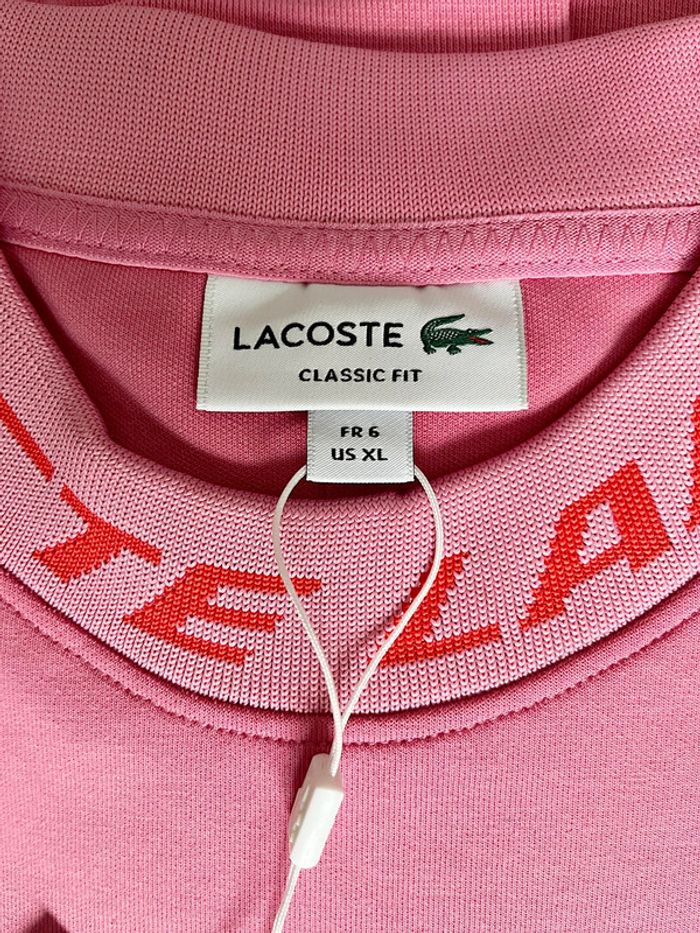 LACOSTE
CLASSIC FIT
FR 6
US XL
TE LA